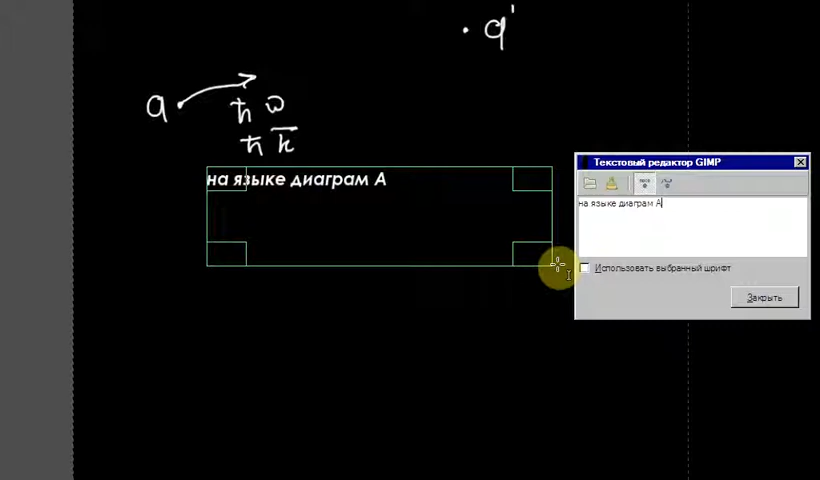 q'
q
ħ ω
ħ k̅
на языке диаграм А
Текстовый редактор GIMP
на языке диаграм А
Использовать выбранный шрифт
Закрыть